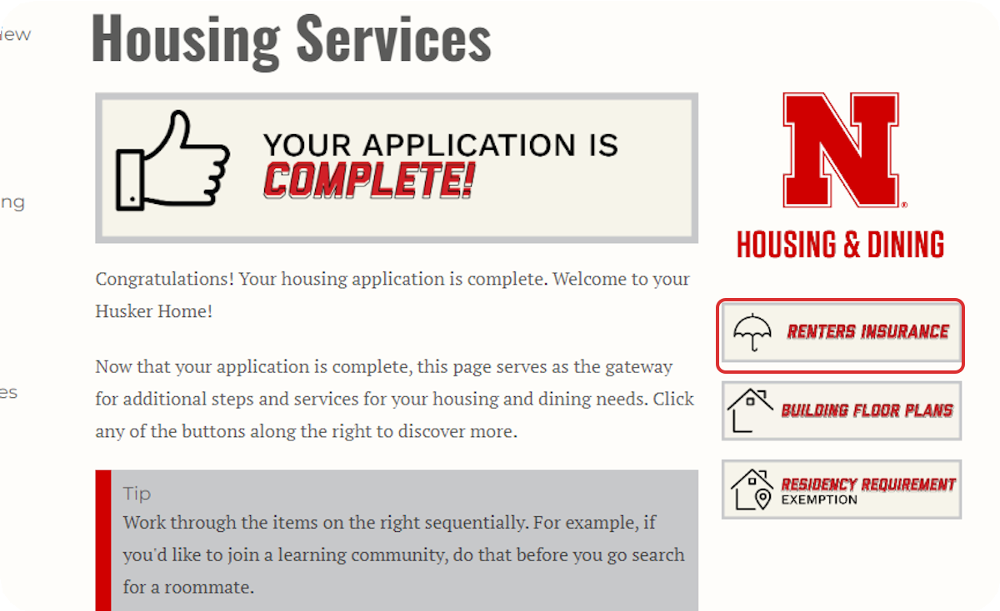 Housing Services
YOUR APPLICATION IS
COMPLETE!
Congratulations! Your housing application is complete. Welcome to your
Husker Home!
Now that your application is complete, this page serves as the gateway
for additional steps and services for your housing and dining needs. Click
any of the buttons along the right to discover more.
Tip
Work through the items on the right sequentially. For example, if
you'd like to join a learning community, do that before you go search
for a roommate.
N®
HOUSING & DINING
RENTERS INSURANCE
BUILDING FLOOR PLANS
RESIDENCY REQUIREMENT
EXEMPTION